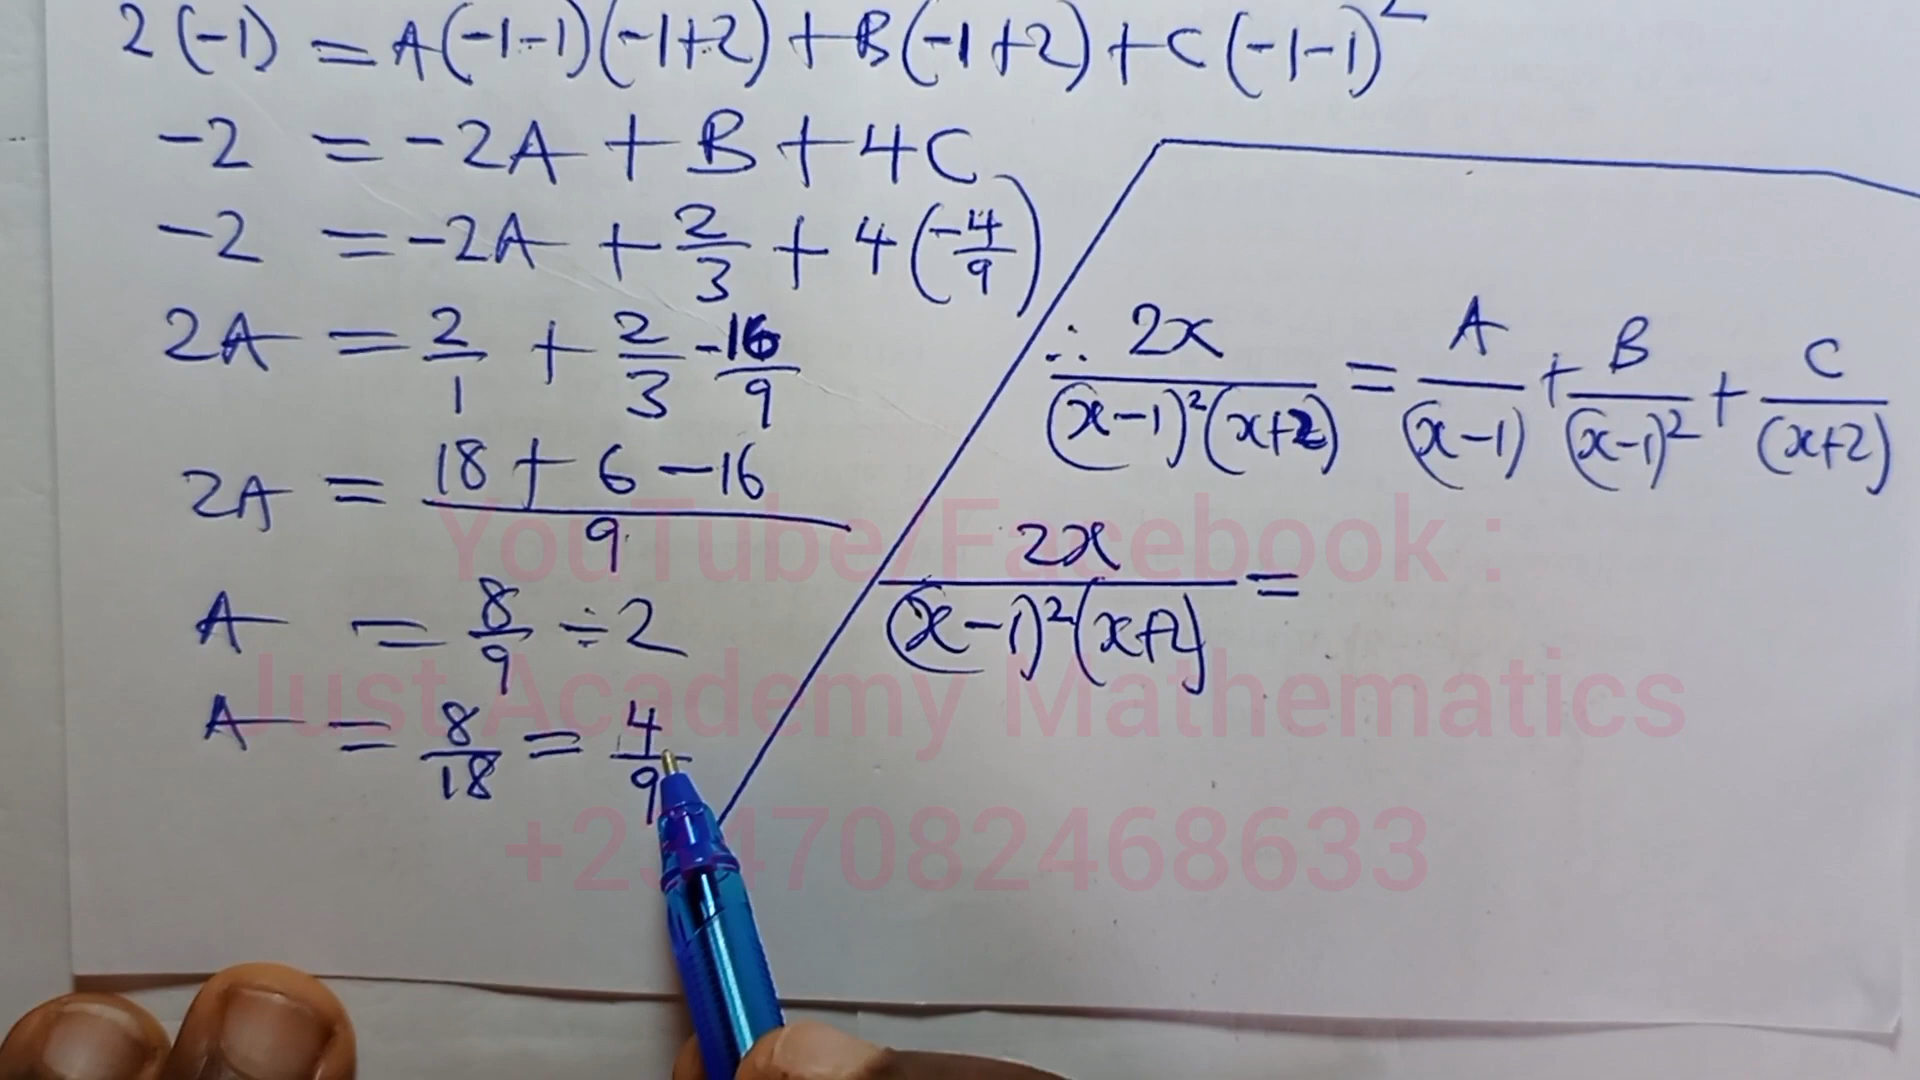 2(-1) = A(-1-1)(-1+2) + B(-1+2) + C(-1-1)²
-2 = -2A + B + 4C
-2 = -2A + 2/3 + 4(-4/9)
2A = 2/1 + 2/3 -16/9
2A = 18 + 6 - 16 / 9
A = 8/9 ÷ 2
A = 8/18 = 4/9
∴ 2x/(x-1)²(x+2) = A/(x-1) + B/(x-1)² + C/(x+2)
2x/(x-1)²(x+2) =
YouTube/Facebook :
Just Academy Mathematics
+2347082468633